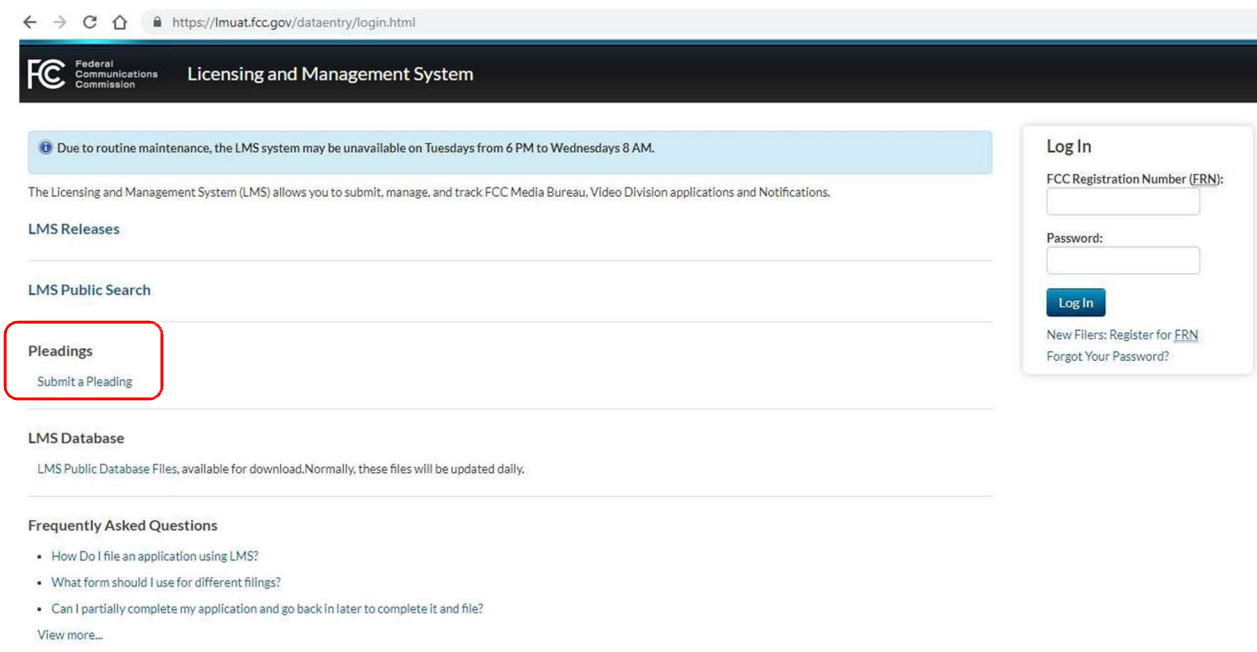 https://lmuat.fcc.gov/dataentry/login.html
FCC
Federal
Communications
Commission
Licensing and Management System
Due to routine maintenance, the LMS system may be unavailable on Tuesdays from 6 PM to Wednesdays 8 AM.
The Licensing and Management System (LMS) allows you to submit, manage, and track FCC Media Bureau, Video Division applications and Notifications.
LMS Releases
LMS Public Search
Pleadings
Submit a Pleading
LMS Database
LMS Public Database Files, available for download.Normally, these files will be updated daily.
Frequently Asked Questions
• How Do I file an application using LMS?
• What form should I use for different filings?
• Can I partially complete my application and go back in later to complete it and file?
View more...
Log In
FCC Registration Number (FRN):
Password:
Log In
New Filers: Register for FRN
Forgot Your Password?